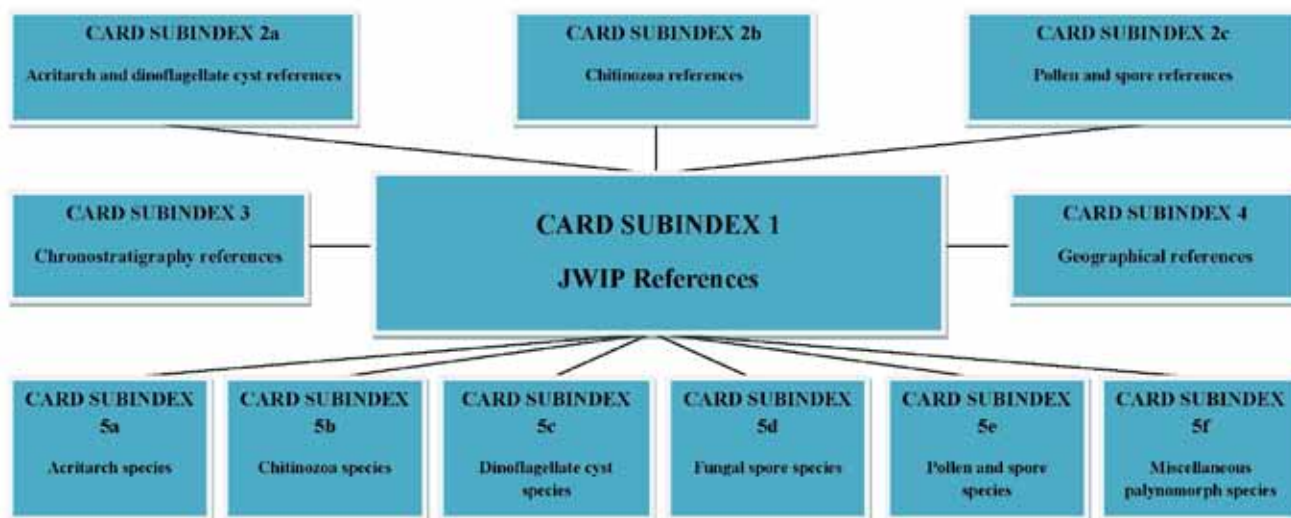 CARD SUBINDEX 2a
Acritarch and dinoflagellate cyst references
CARD SUBINDEX 2b
Chitinozoa references
CARD SUBINDEX 2c
Pollen and spore references
CARD SUBINDEX 3
Chronostratigraphy references
CARD SUBINDEX 1
JWIP References
CARD SUBINDEX 4
Geographical references
CARD SUBINDEX
5a
Acritarch species
CARD SUBINDEX
5b
Chitinozoa species
CARD SUBINDEX
5c
Dinoflagellate cyst
species
CARD SUBINDEX
5d
Fungal spore species
CARD SUBINDEX
5e
Pollen and spore
species
CARD SUBINDEX
5f
Miscellaneous
palynomorph species